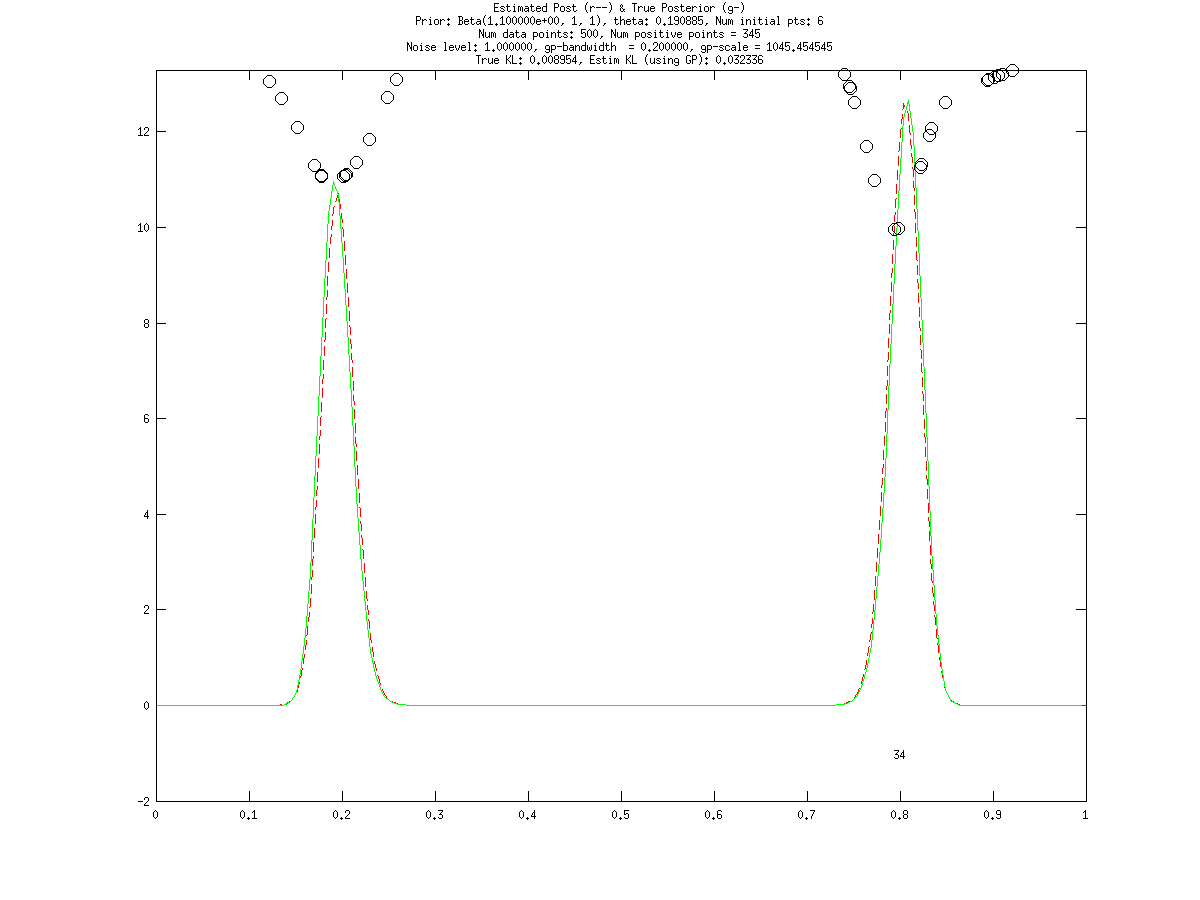 Estimated Post (r--) & True Posterior (g-)
Prior: Beta(1.100000e+00, 1, 1), theta: 0.190885, Num initial pts: 6
Num data points: 500, Num positive points = 345
Noise level: 1.000000, gp-bandwidth  = 0.200000, gp-scale = 1045.454545
True KL: 0.008954, Estim KL (using GP): 0.032336
12
10
8
6
4
2
0
34
-2
0 0.1 0.2 0.3 0.4 0.5 0.6 0.7 0.8 0.9 1